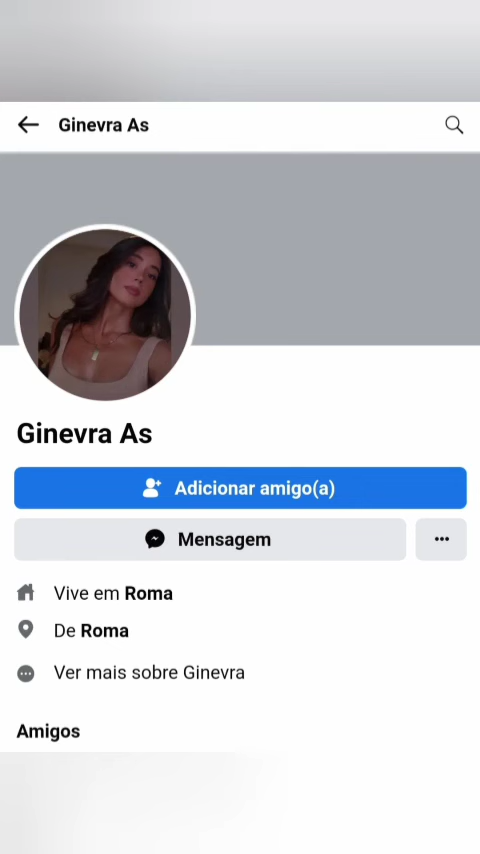 Ginevra As
Ginevra As
Adicionar amigo(a)
Mensagem
Vive em Roma
De Roma
Ver mais sobre Ginevra
Amigos